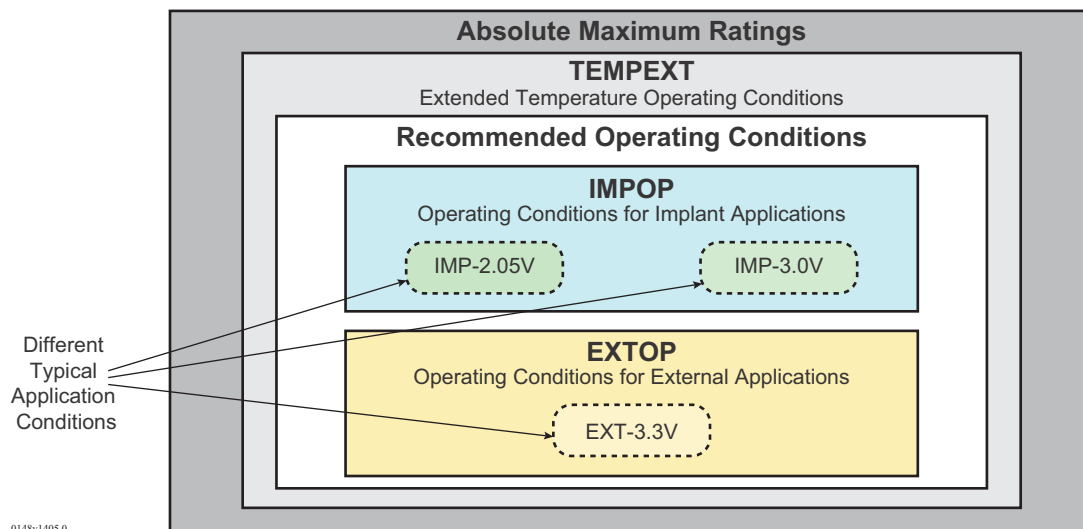 Absolute Maximum Ratings
TEMPEXT
Extended Temperature Operating Conditions
Recommended Operating Conditions
IMPOP
Operating Conditions for Implant Applications
IMP-2.05V
IMP-3.0V
Different
Typical
Application
Conditions
EXTOP
Operating Conditions for External Applications
EXT-3.3V